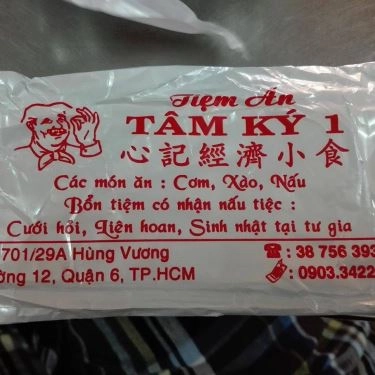 Tiệm Ăn
TÂM KÝ 1
心記經濟小食
Các món ăn : Cơm, Xào, Nấu
Bổn tiệm có nhận nấu tiệc :
Cưới hỏi, Liên hoan, Sinh nhật tại tư gia
701/29A Hùng Vương
☎: 38 756 393
12, Quận 6, TP.HCM
: 0903.3422